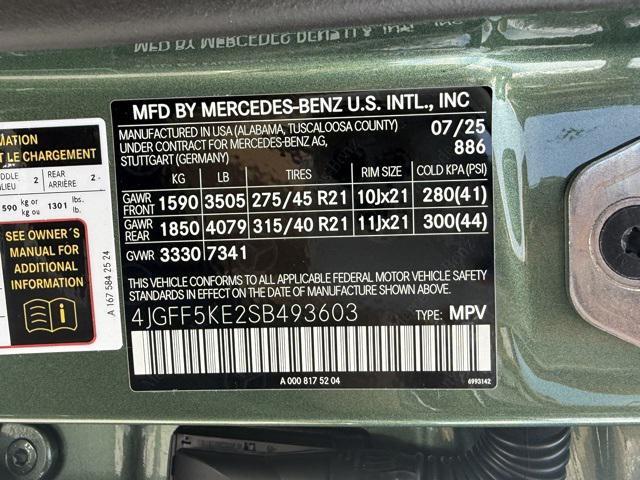 MFD BY MERCEDES-BENZ U.S. INTL., INC
MANUFACTURED IN USA (ALABAMA, TUSCALOOSA COUNTY)
UNDER CONTRACT FOR MERCEDES-BENZ AG,
STUTTGART (GERMANY)
07/25
886
KG LB TIRES RIM SIZE COLD KPA (PSI)
GAWR FRONT 1590 3505 275/45 R21 10Jx21 280(41)
GAWR REAR 1850 4079 315/40 R21 11Jx21 300(44)
GVWR 3330 7341
THIS VEHICLE CONFORMS TO ALL APPLICABLE FEDERAL MOTOR VEHICLE SAFETY
STANDARDS IN EFFECT ON THE DATE OF MANUFACTURE SHOWN ABOVE.
4JGFF5KE2SB493603 TYPE: MPV
A 000 817 52 04
6993142
T LE CHARGEMENT
2 REAR 2
ARRIÈRE
590 kg or 1301 lbs.
kg ou lb.
SEE OWNER´S
MANUAL FOR
ADDITIONAL
INFORMATION
A 167 584 25 24